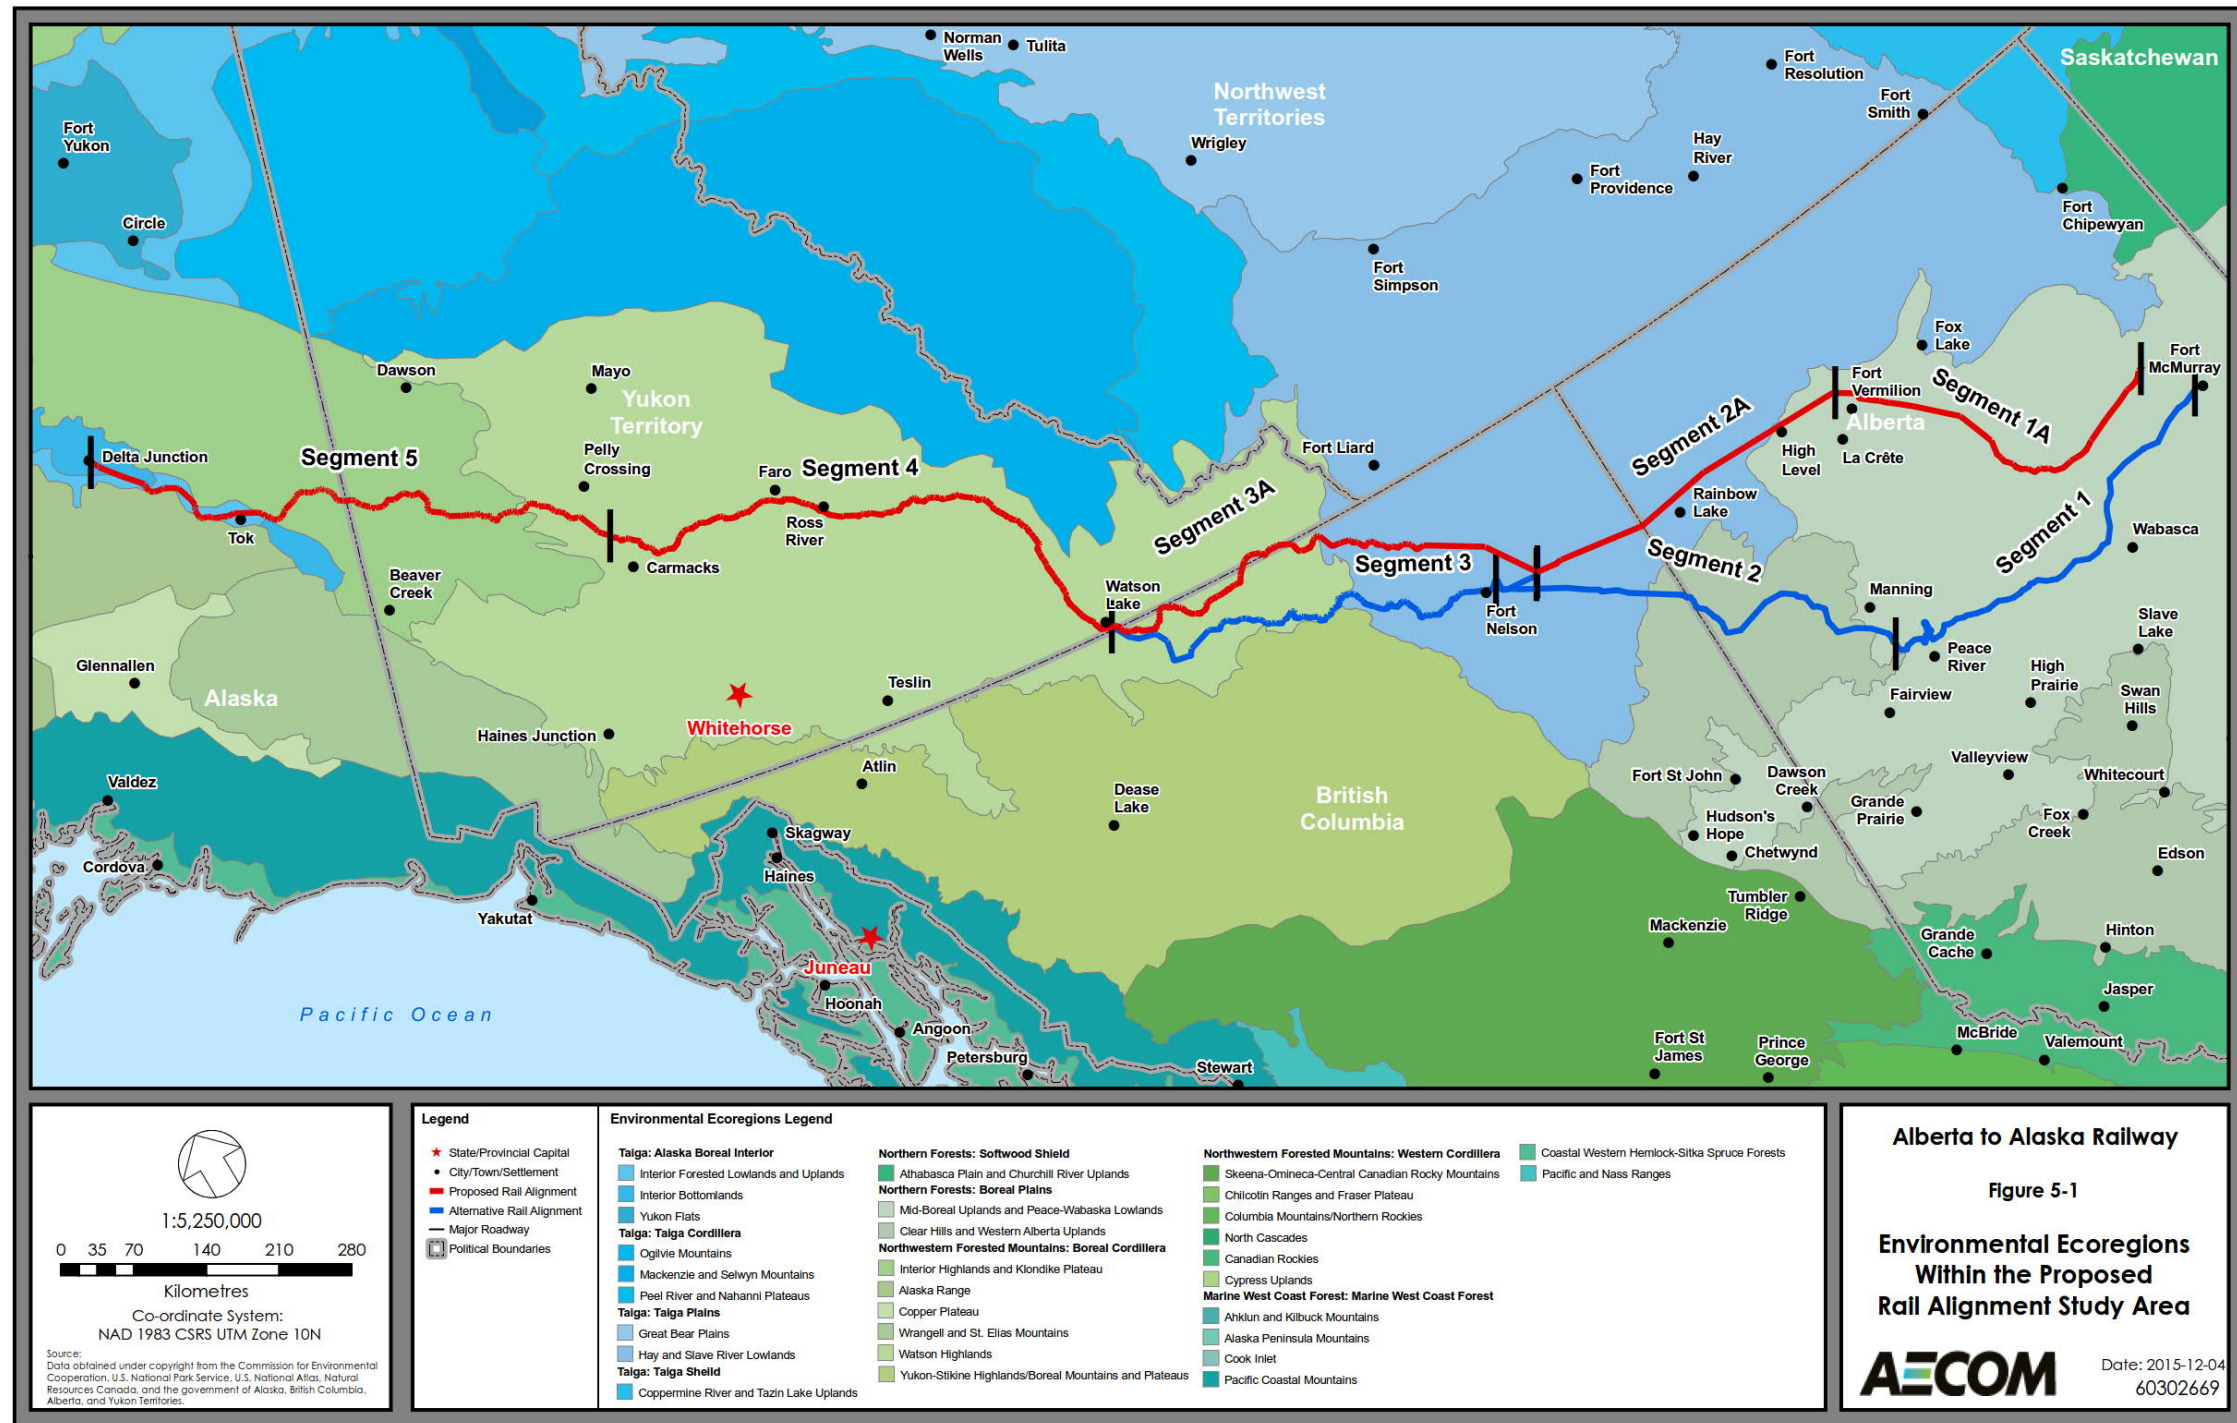 Norman
Wells
Tulita
Fort
Resolution
Saskatchewan
Northwest
Territories
Fort
Smith
Fort
Yukon
Wrigley
Hay
River
Fort
Providence
Circle
Fort
Chipewyan
Fort
Simpson
Fox
Lake
Fort
McMurray
Dawson
Mayo
Yukon
Territory
Fort
Vermilion
Segment 1A
Alberta
Segment 2A
High
Level
La Crête
Fort Liard
Delta Junction
Segment 5
Pelly
Crossing
Faro
Segment 4
Segment 3A
Rainbow
Lake
Segment 1
Wabasca
Tok
Ross
River
Carmacks
Segment 3
Segment 2
Beaver
Creek
Watson
Lake
Fort
Nelson
Manning
Slave
Lake
Peace
River
High
Prairie
Glennallen
Alaska
Teslin
Fairview
Swan
Hills
Whitehorse
Haines Junction
Atlin
Valleyview
Whitecourt
Valdez
Dease
Lake
British
Columbia
Fort St John
Dawson
Creek
Grande
Prairie
Fox
Creek
Hudson's
Hope
Chetwynd
Skagway
Edson
Cordova
Haines
Tumbler
Ridge
Yakutat
Mackenzie
Grande
Cache
Hinton
Juneau
Hoonah
Jasper
Pacific Ocean
Angoon
Petersburg
Stewart
Fort St
James
Prince
George
McBride
Valemount
1:5,250,000
0 35 70 140 210 280
Kilometres
Co-ordinate System:
NAD 1983 CSRS UTM Zone 10N
Source:
Data obtained under copyright from the Commission for Environmental
Cooperation, U.S. National Park Service, U.S. National Atlas, Natural
Resources Canada, and the government of Alaska, British Columbia,
Alberta, and Yukon Territories.
Legend
State/Provincial Capital
City/Town/Settlement
Proposed Rail Alignment
Alternative Rail Alignment
Major Roadway
Political Boundaries
Environmental Ecoregions Legend
Taiga: Alaska Boreal Interior
Interior Forested Lowlands and Uplands
Interior Bottomlands
Yukon Flats
Taiga: Taiga Cordillera
Ogilvie Mountains
Mackenzie and Selwyn Mountains
Peel River and Nahanni Plateaus
Taiga: Taiga Plains
Great Bear Plains
Hay and Slave River Lowlands
Taiga: Taiga Sheild
Coppermine River and Tazin Lake Uplands
Northern Forests: Softwood Shield
Athabasca Plain and Churchill River Uplands
Northern Forests: Boreal Plains
Mid-Boreal Uplands and Peace-Wabaska Lowlands
Clear Hills and Western Alberta Uplands
Northwestern Forested Mountains: Boreal Cordillera
Interior Highlands and Klondike Plateau
Alaska Range
Copper Plateau
Wrangell and St. Elias Mountains
Watson Highlands
Yukon-Stikine Highlands/Boreal Mountains and Plateaus
Northwestern Forested Mountains: Western Cordillera
Skeena-Omineca-Central Canadian Rocky Mountains
Chilcotin Ranges and Fraser Plateau
Columbia Mountains/Northern Rockies
North Cascades
Canadian Rockies
Cypress Uplands
Marine West Coast Forest: Marine West Coast Forest
Ahklun and Kilbuck Mountains
Alaska Peninsula Mountains
Cook Inlet
Pacific Coastal Mountains
Coastal Western Hemlock-Sitka Spruce Forests
Pacific and Nass Ranges
Alberta to Alaska Railway
Figure 5-1
Environmental Ecoregions
Within the Proposed
Rail Alignment Study Area
AECOM
Date: 2015-12-04
60302669